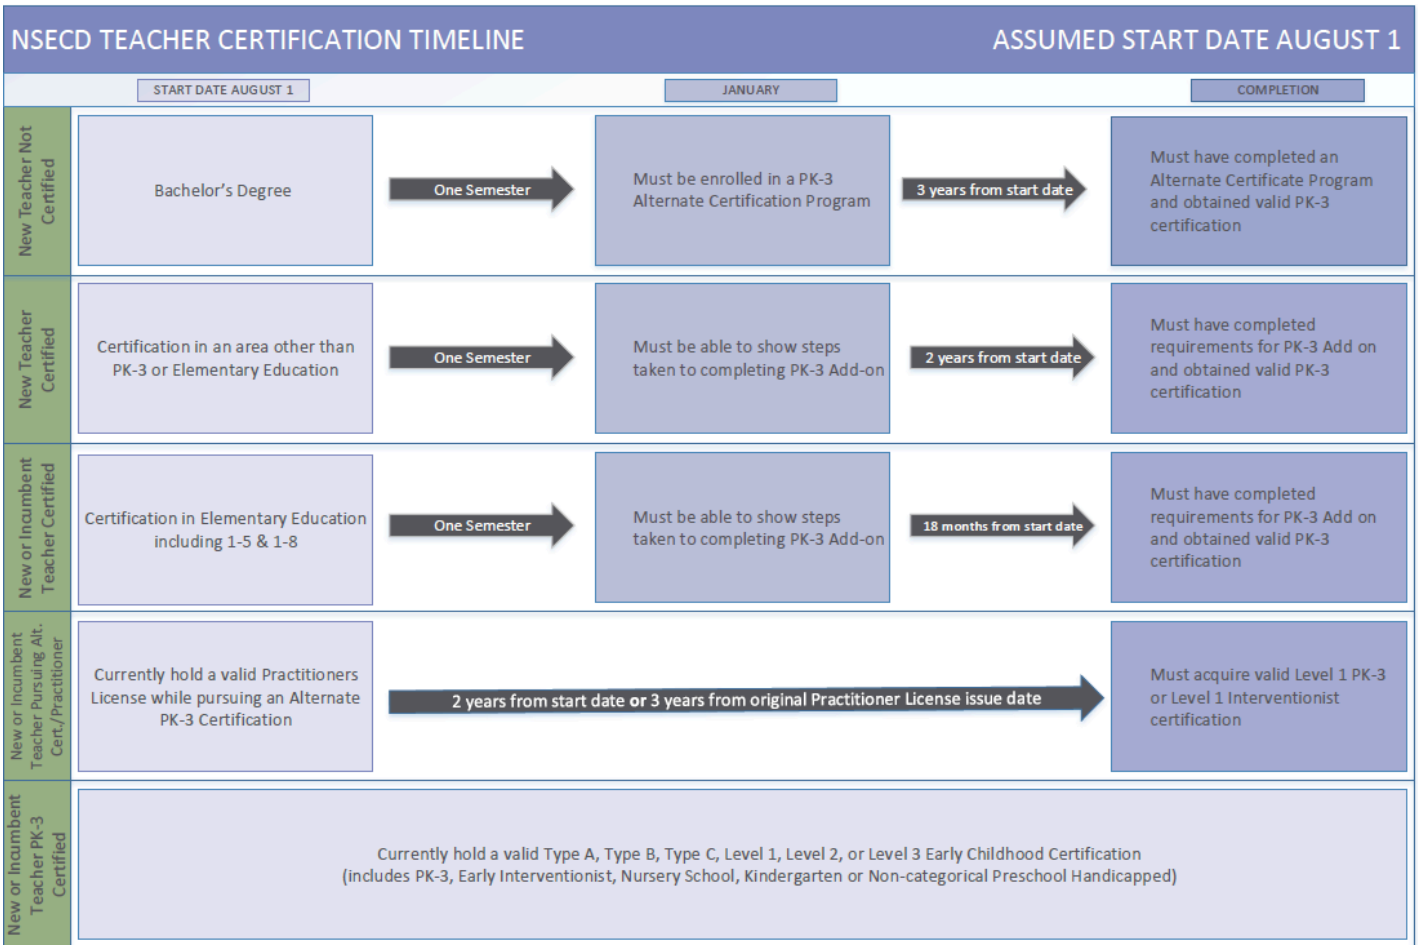 NSECD TEACHER CERTIFICATION TIMELINE
ASSUMED START DATE AUGUST 1
START DATE AUGUST 1
JANUARY
COMPLETION
New Teacher Not
Certified
Bachelor's Degree
One Semester
Must be enrolled in a PK-3
Alternate Certification Program
3 years from start date
Must have completed an
Alternate Certificate Program
and obtained valid PK-3
certification
New Teacher
Certified
Certification in an area other than
PK-3 or Elementary Education
One Semester
Must be able to show steps
taken to completing PK-3 Add-on
2 years from start date
Must have completed
requirements for PK-3 Add on
and obtained valid PK-3
certification
New or Incumbent
Teacher Certified
Certification in Elementary Education
including 1-5 & 1-8
One Semester
Must be able to show steps
taken to completing PK-3 Add-on
18 months from start date
Must have completed
requirements for PK-3 Add on
and obtained valid PK-3
certification
New or Incumbent
Teacher Pursuing Alt.
Cert./Practitioner
Currently hold a valid Practitioners
License while pursuing an Alternate
PK-3 Certification
2 years from start date or 3 years from original Practitioner License issue date
Must acquire valid Level 1 PK-3
or Level 1 Interventionist
certification
New or Incumbent
Teacher PK-3
Certified
Currently hold a valid Type A, Type B, Type C, Level 1, Level 2, or Level 3 Early Childhood Certification
(includes PK-3, Early Interventionist, Nursery School, Kindergarten or Non-categorical Preschool Handicapped)